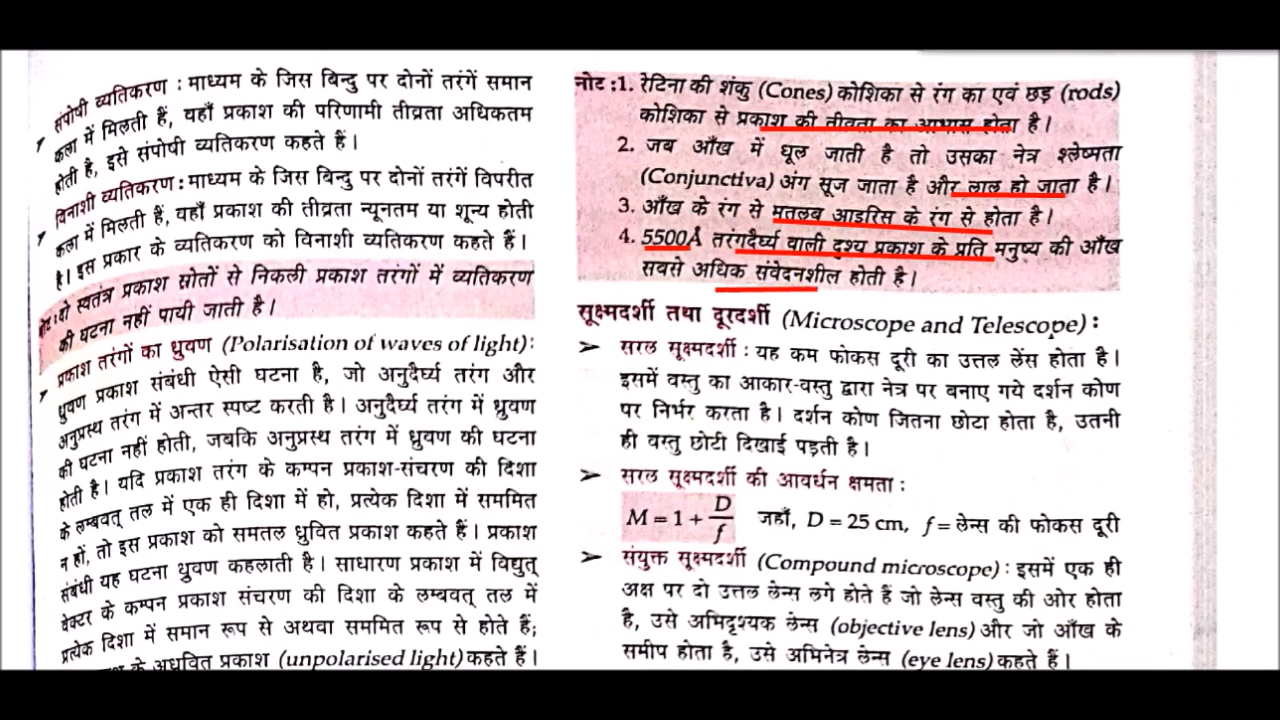 संपोषी व्यतिकरण : माध्यम के जिस बिन्दु पर दोनों तरंगें समान
कला में मिलती हैं, वहाँ प्रकाश की परिणामी तीव्रता अधिकतम
होती है, इसे संपोषी व्यतिकरण कहते हैं।
विनाशी व्यतिकरण : माध्यम के जिस बिन्दु पर दोनों तरंगें विपरीत
कला में मिलती हैं, वहाँ प्रकाश की तीव्रता न्यूनतम या शून्य होती
है। इस प्रकार के व्यतिकरण को विनाशी व्यतिकरण कहते हैं।
नोट : दो स्वतंत्र प्रकाश स्रोतों से निकली प्रकाश तरंगों में व्यतिकरण
की घटना नहीं पायी जाती है।
प्रकाश तरंगों का ध्रुवण (Polarisation of waves of light) :
ध्रुवण प्रकाश संबंधी ऐसी घटना है, जो अनुदैर्घ्य तरंग और
अनुप्रस्थ तरंग में अन्तर स्पष्ट करती है। अनुदैर्घ्य तरंग में ध्रुवण
की घटना नहीं होती, जबकि अनुप्रस्थ तरंग में ध्रुवण की घटना
होती है। यदि प्रकाश तरंग के कम्पन प्रकाश-संचरण की दिशा
के लम्बवत् तल में एक ही दिशा में हो, प्रत्येक दिशा में सममित
न हों, तो इस प्रकाश को समतल ध्रुवित प्रकाश कहते हैं। प्रकाश
संबंधी यह घटना ध्रुवण कहलाती है। साधारण प्रकाश में विद्युत्
वेक्टर के कम्पन प्रकाश संचरण की दिशा के लम्बवत् तल में
प्रत्येक दिशा में समान रूप से अथवा सममित रूप से होते हैं;
के अध्रुवित प्रकाश (unpolarised light) कहते हैं।
नोट : 1. रेटिना की शंकु (Cones) कोशिका से रंग का एवं छड़ (rods)
कोशिका से प्रकाश की तीव्रता का आभास होता है।
2. जब आँख में धूल जाती है तो उसका नेत्र श्लेष्मता
(Conjunctiva) अंग सूज जाता है और लाल हो जाता है।
3. आँख के रंग से मतलब आइरिस के रंग से होता है।
4. 5500Å तरंगदैर्घ्य वाली दृश्य प्रकाश के प्रति मनुष्य की आँख
सबसे अधिक संवेदनशील होती है।
सूक्ष्मदर्शी तथा दूरदर्शी (Microscope and Telescope) :
➤ सरल सूक्ष्मदर्शी : यह कम फोकस दूरी का उत्तल लेंस होता है।
इसमें वस्तु का आकार-वस्तु द्वारा नेत्र पर बनाए गये दर्शन कोण
पर निर्भर करता है। दर्शन कोण जितना छोटा होता है, उतनी
ही वस्तु छोटी दिखाई पड़ती है।
➤ सरल सूक्ष्मदर्शी की आवर्धन क्षमता :
M = 1 + D/f जहाँ, D = 25 cm, f = लेन्स की फोकस दूरी
➤ संयुक्त सूक्ष्मदर्शी (Compound microscope) : इसमें एक ही
अक्ष पर दो उत्तल लेन्स लगे होते हैं जो लेन्स वस्तु की ओर होता
है, उसे अभिदृश्यक लेन्स (objective lens) और जो आँख के
समीप होता है, उसे अभिनेत्र लेन्स (eye lens) कहते हैं।